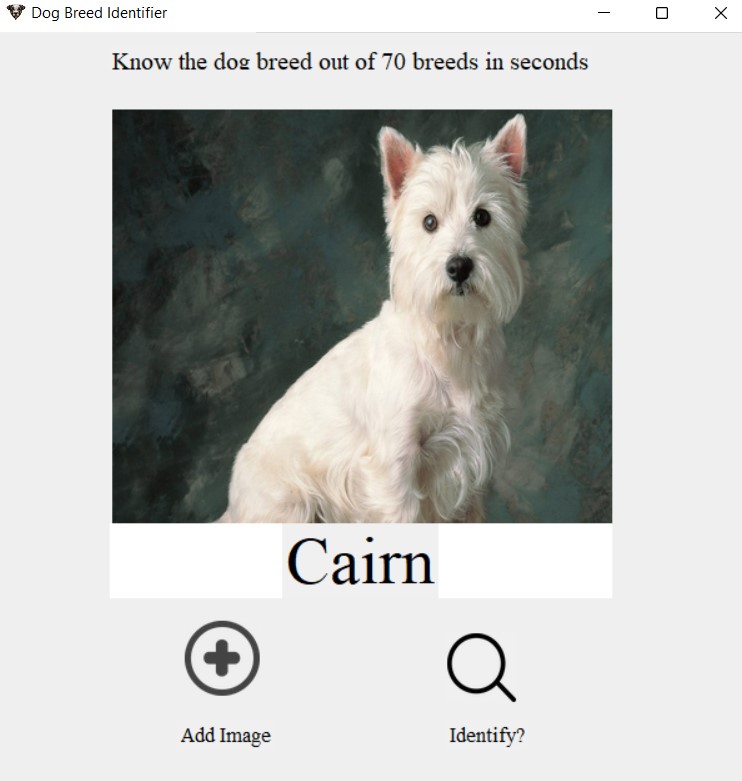 Dog Breed Identifier
Know the dog breed out of 70 breeds in seconds
Cairn
Add Image
Identify?